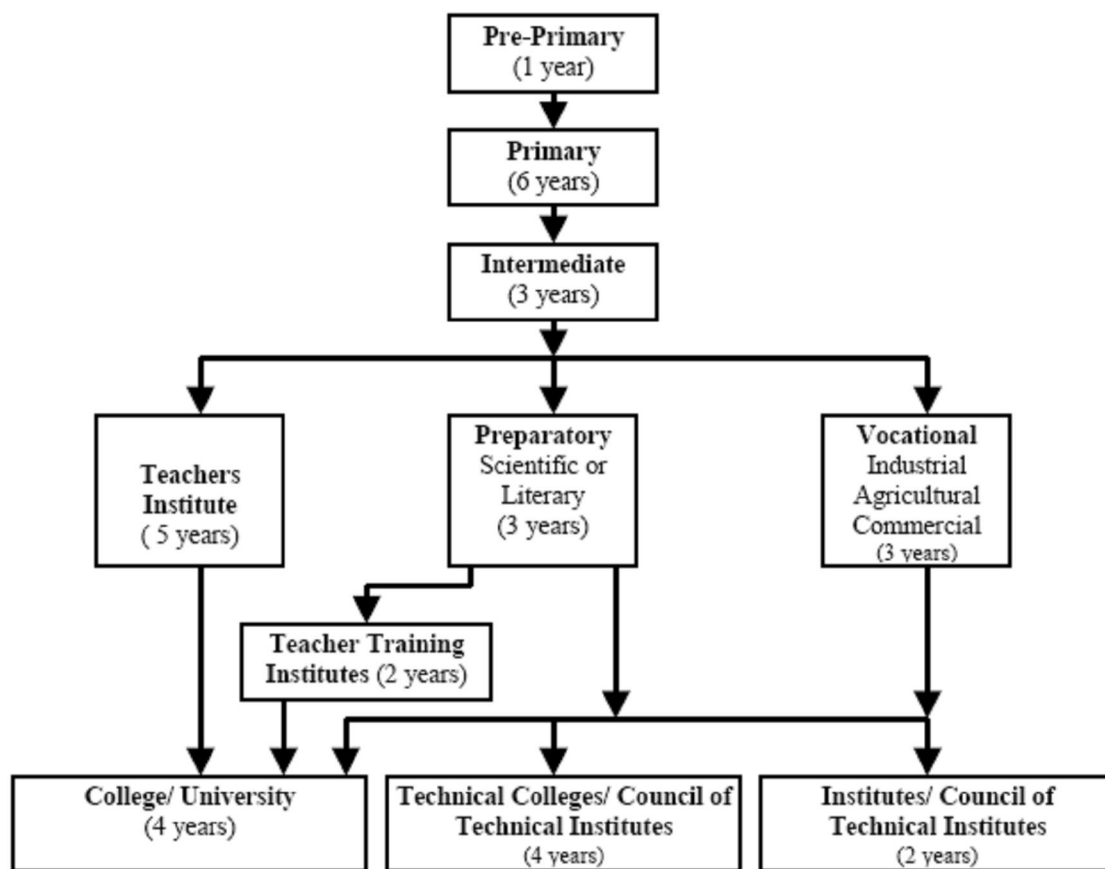 Pre-Primary
(1 year)
Primary
(6 years)
Intermediate
(3 years)
Teachers
Institute
( 5 years)
Preparatory
Scientific or
Literary
(3 years)
Vocational
Industrial
Agricultural
Commercial
(3 years)
Teacher Training
Institutes (2 years)
College/ University
(4 years)
Technical Colleges/ Council of
Technical Institutes
(4 years)
Institutes/ Council of
Technical Institutes
(2 years)